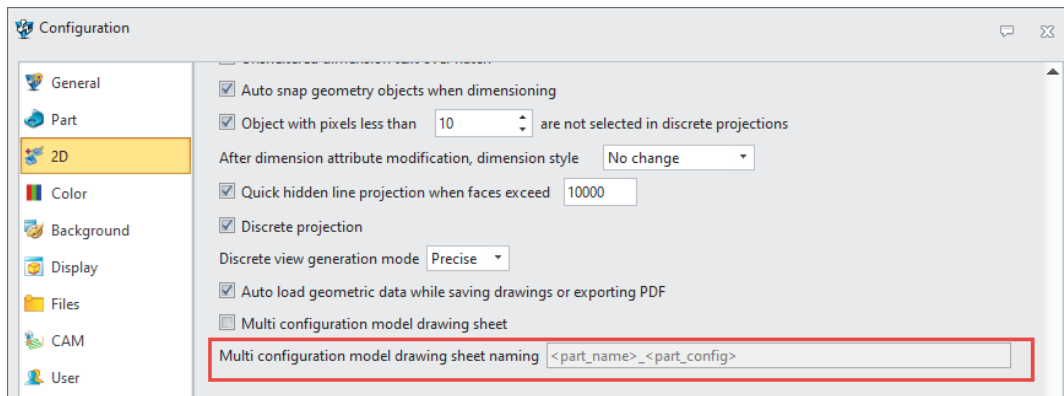 Configuration
General
Part
2D
Color
Background
Display
Files
CAM
User
Auto snap geometry objects when dimensioning
Object with pixels less than 10 are not selected in discrete projections
After dimension attribute modification, dimension style No change
Quick hidden line projection when faces exceed 10000
Discrete projection
Discrete view generation mode Precise
Auto load geometric data while saving drawings or exporting PDF
Multi configuration model drawing sheet
Multi configuration model drawing sheet naming <part_name>_<part_config>